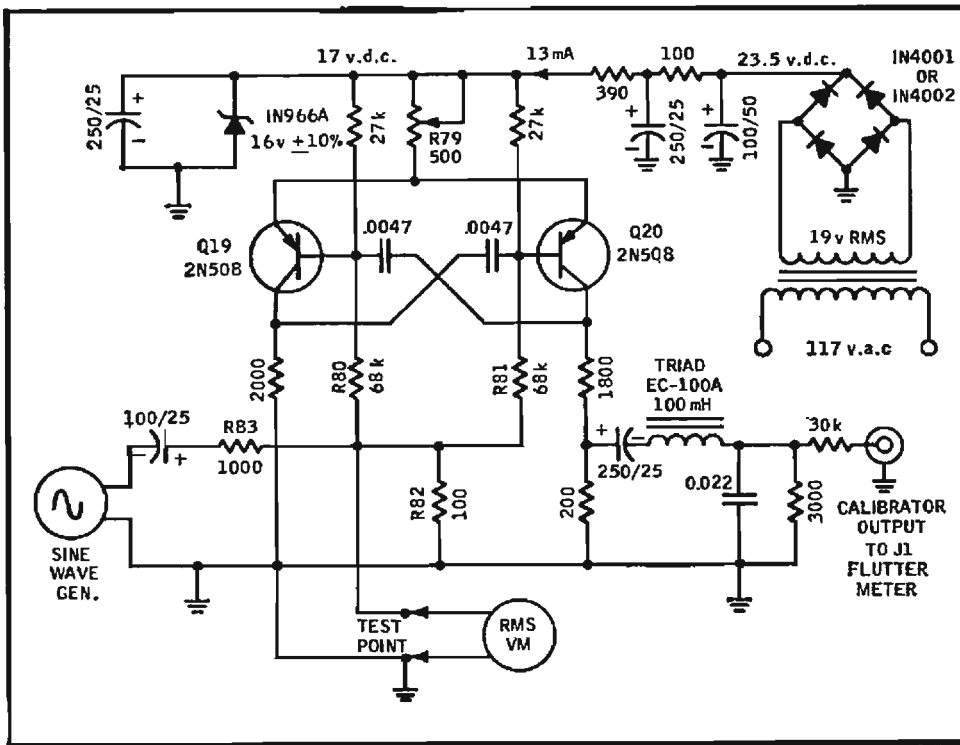 17 v.d.c.
13mA
100
23.5 v.d.c.
IN4001
OR
IN4002
250/25
+
-
IN966A
16v ±10%
27k
R79
500
27k
390
+
-
250/25
+
-
100/50
Q19
2N508
.0047
.0047
Q20
2N508
19v RMS
117 v.a.c
2000
R80
68k
R81
68k
1800
TRIAD
EC-100A
100 mH
100/25
-
+
R83
1000
+
-
250/25
30k
R82
100
200
0.022
3000
SINE
WAVE
GEN.
CALIBRATOR
OUTPUT
TO J1
FLUTTER
METER
TEST
POINT
RMS
VM